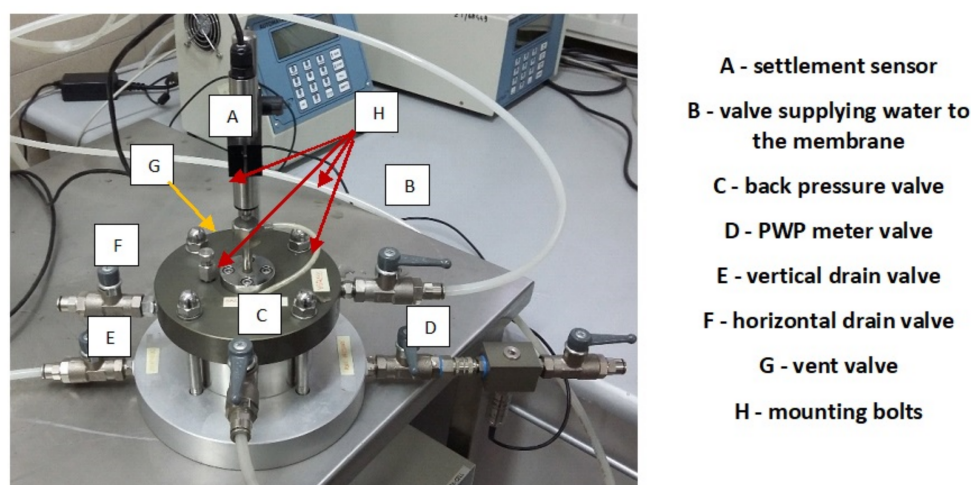 A
H
G
B
F
C
D
E
A - settlement sensor
B - valve supplying water to
the membrane
C - back pressure valve
D - PWP meter valve
E - vertical drain valve
F - horizontal drain valve
G - vent valve
H - mounting bolts